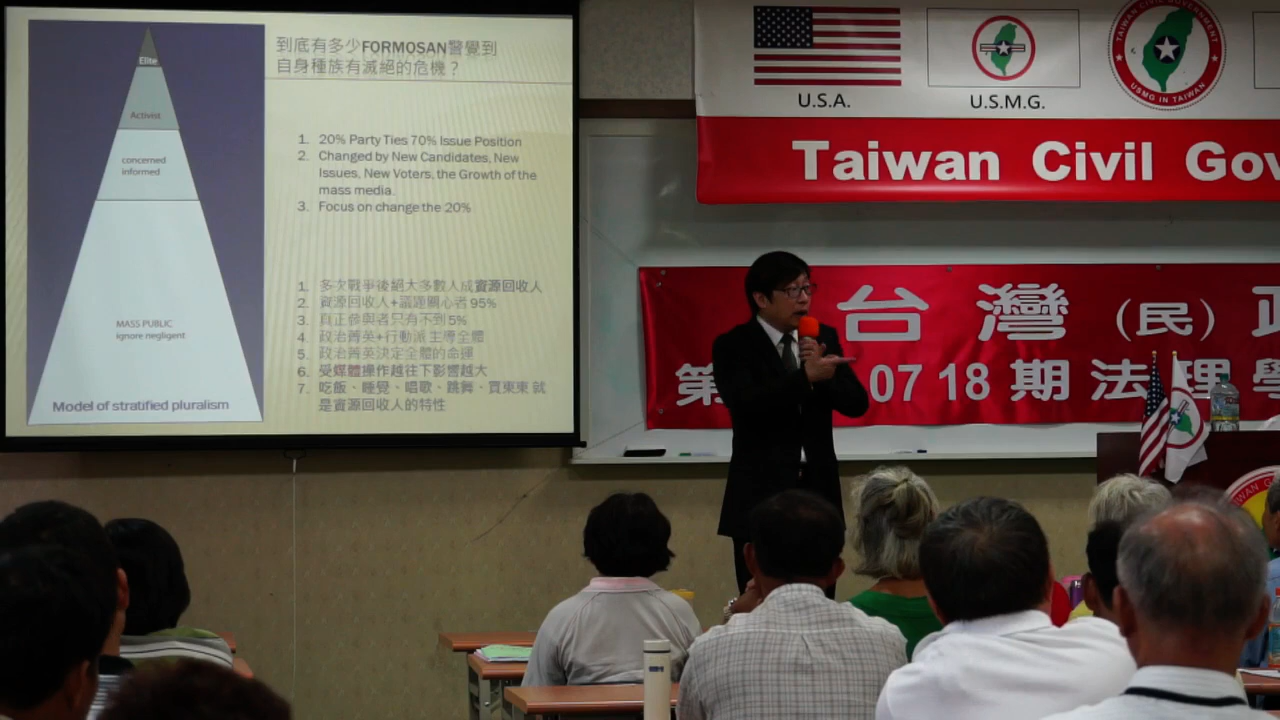 到底有多少FORMOSAN警覺到
自身種族有滅絕的危機？
Elite
Activist
concerned
informed
MASS PUBLIC
ignore negligent
Model of stratified pluralism
1. 20% Party Ties 70% Issue Position
2. Changed by New Candidates, New
Issues, New Voters, the Growth of the
mass media.
3. Focus on change the 20%
1. 多次戰爭後絕大多數人成資源回收人
2. 資源回收人+議題關心者 95%
3. 真正參與者只有不到 5%
4. 政治菁英+行動派主導全體
5. 政治菁英決定全體的命運
6. 受媒體操作越往下影響越大
7. 吃飯、睡覺、唱歌、跳舞、買東東 就
是資源回收人的特性
U.S.A.
U.S.M.G.
TAIWAN CIVIL GOVERNMENT
USMG IN TAIWAN
Taiwan Civil Gov
台灣（民）政
第 07 18 期法理學